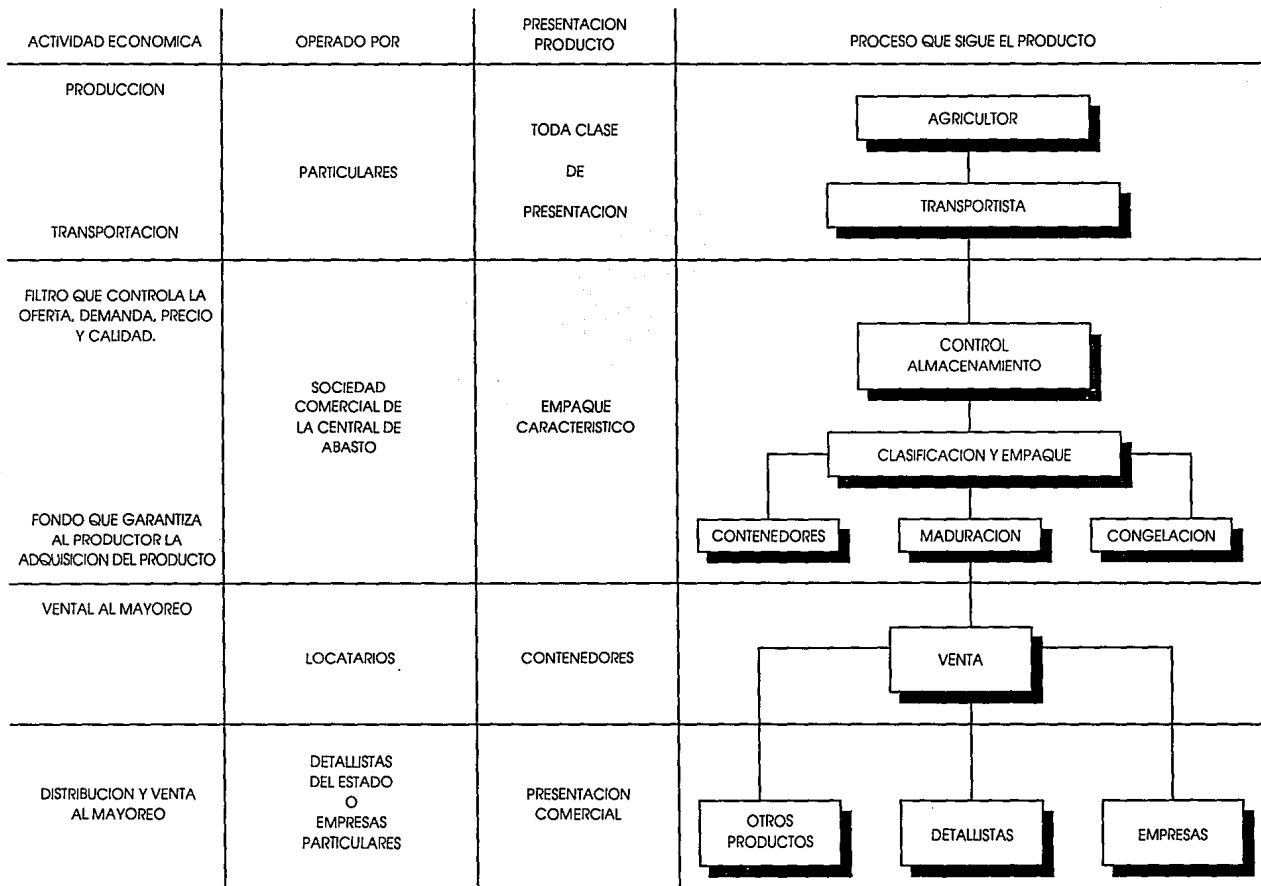 ACTIVIDAD ECONOMICA
OPERADO POR
PRESENTACION
PRODUCTO
PROCESO QUE SIGUE EL PRODUCTO
PRODUCCION
TRANSPORTACION
PARTICULARES
TODA CLASE
DE
PRESENTACION
AGRICULTOR
TRANSPORTISTA
FILTRO QUE CONTROLA LA
OFERTA, DEMANDA, PRECIO
Y CALIDAD.
FONDO QUE GARANTIZA
AL PRODUCTOR LA
ADQUISICION DEL PRODUCTO
SOCIEDAD
COMERCIAL DE
LA CENTRAL DE
ABASTO
EMPAQUE
CARACTERISTICO
CONTROL
ALMACENAMIENTO
CLASIFICACION Y EMPAQUE
CONTENEDORES
MADURACION
CONGELACION
VENTAL AL MAYOREO
LOCATARIOS
CONTENEDORES
VENTA
DISTRIBUCION Y VENTA
AL MAYOREO
DETALLISTAS
DEL ESTADO
O
EMPRESAS
PARTICULARES
PRESENTACION
COMERCIAL
OTROS
PRODUCTOS
DETALLISTAS
EMPRESAS